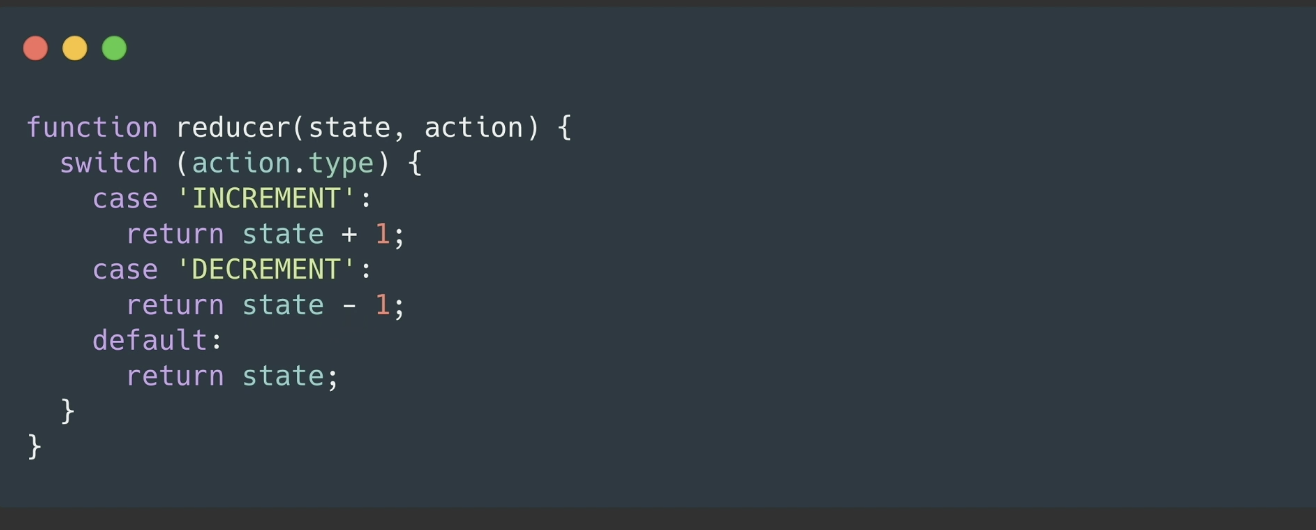 function reducer(state, action) {
  switch (action.type) {
    case 'INCREMENT':
      return state + 1;
    case 'DECREMENT':
      return state - 1;
    default:
      return state;
  }
}